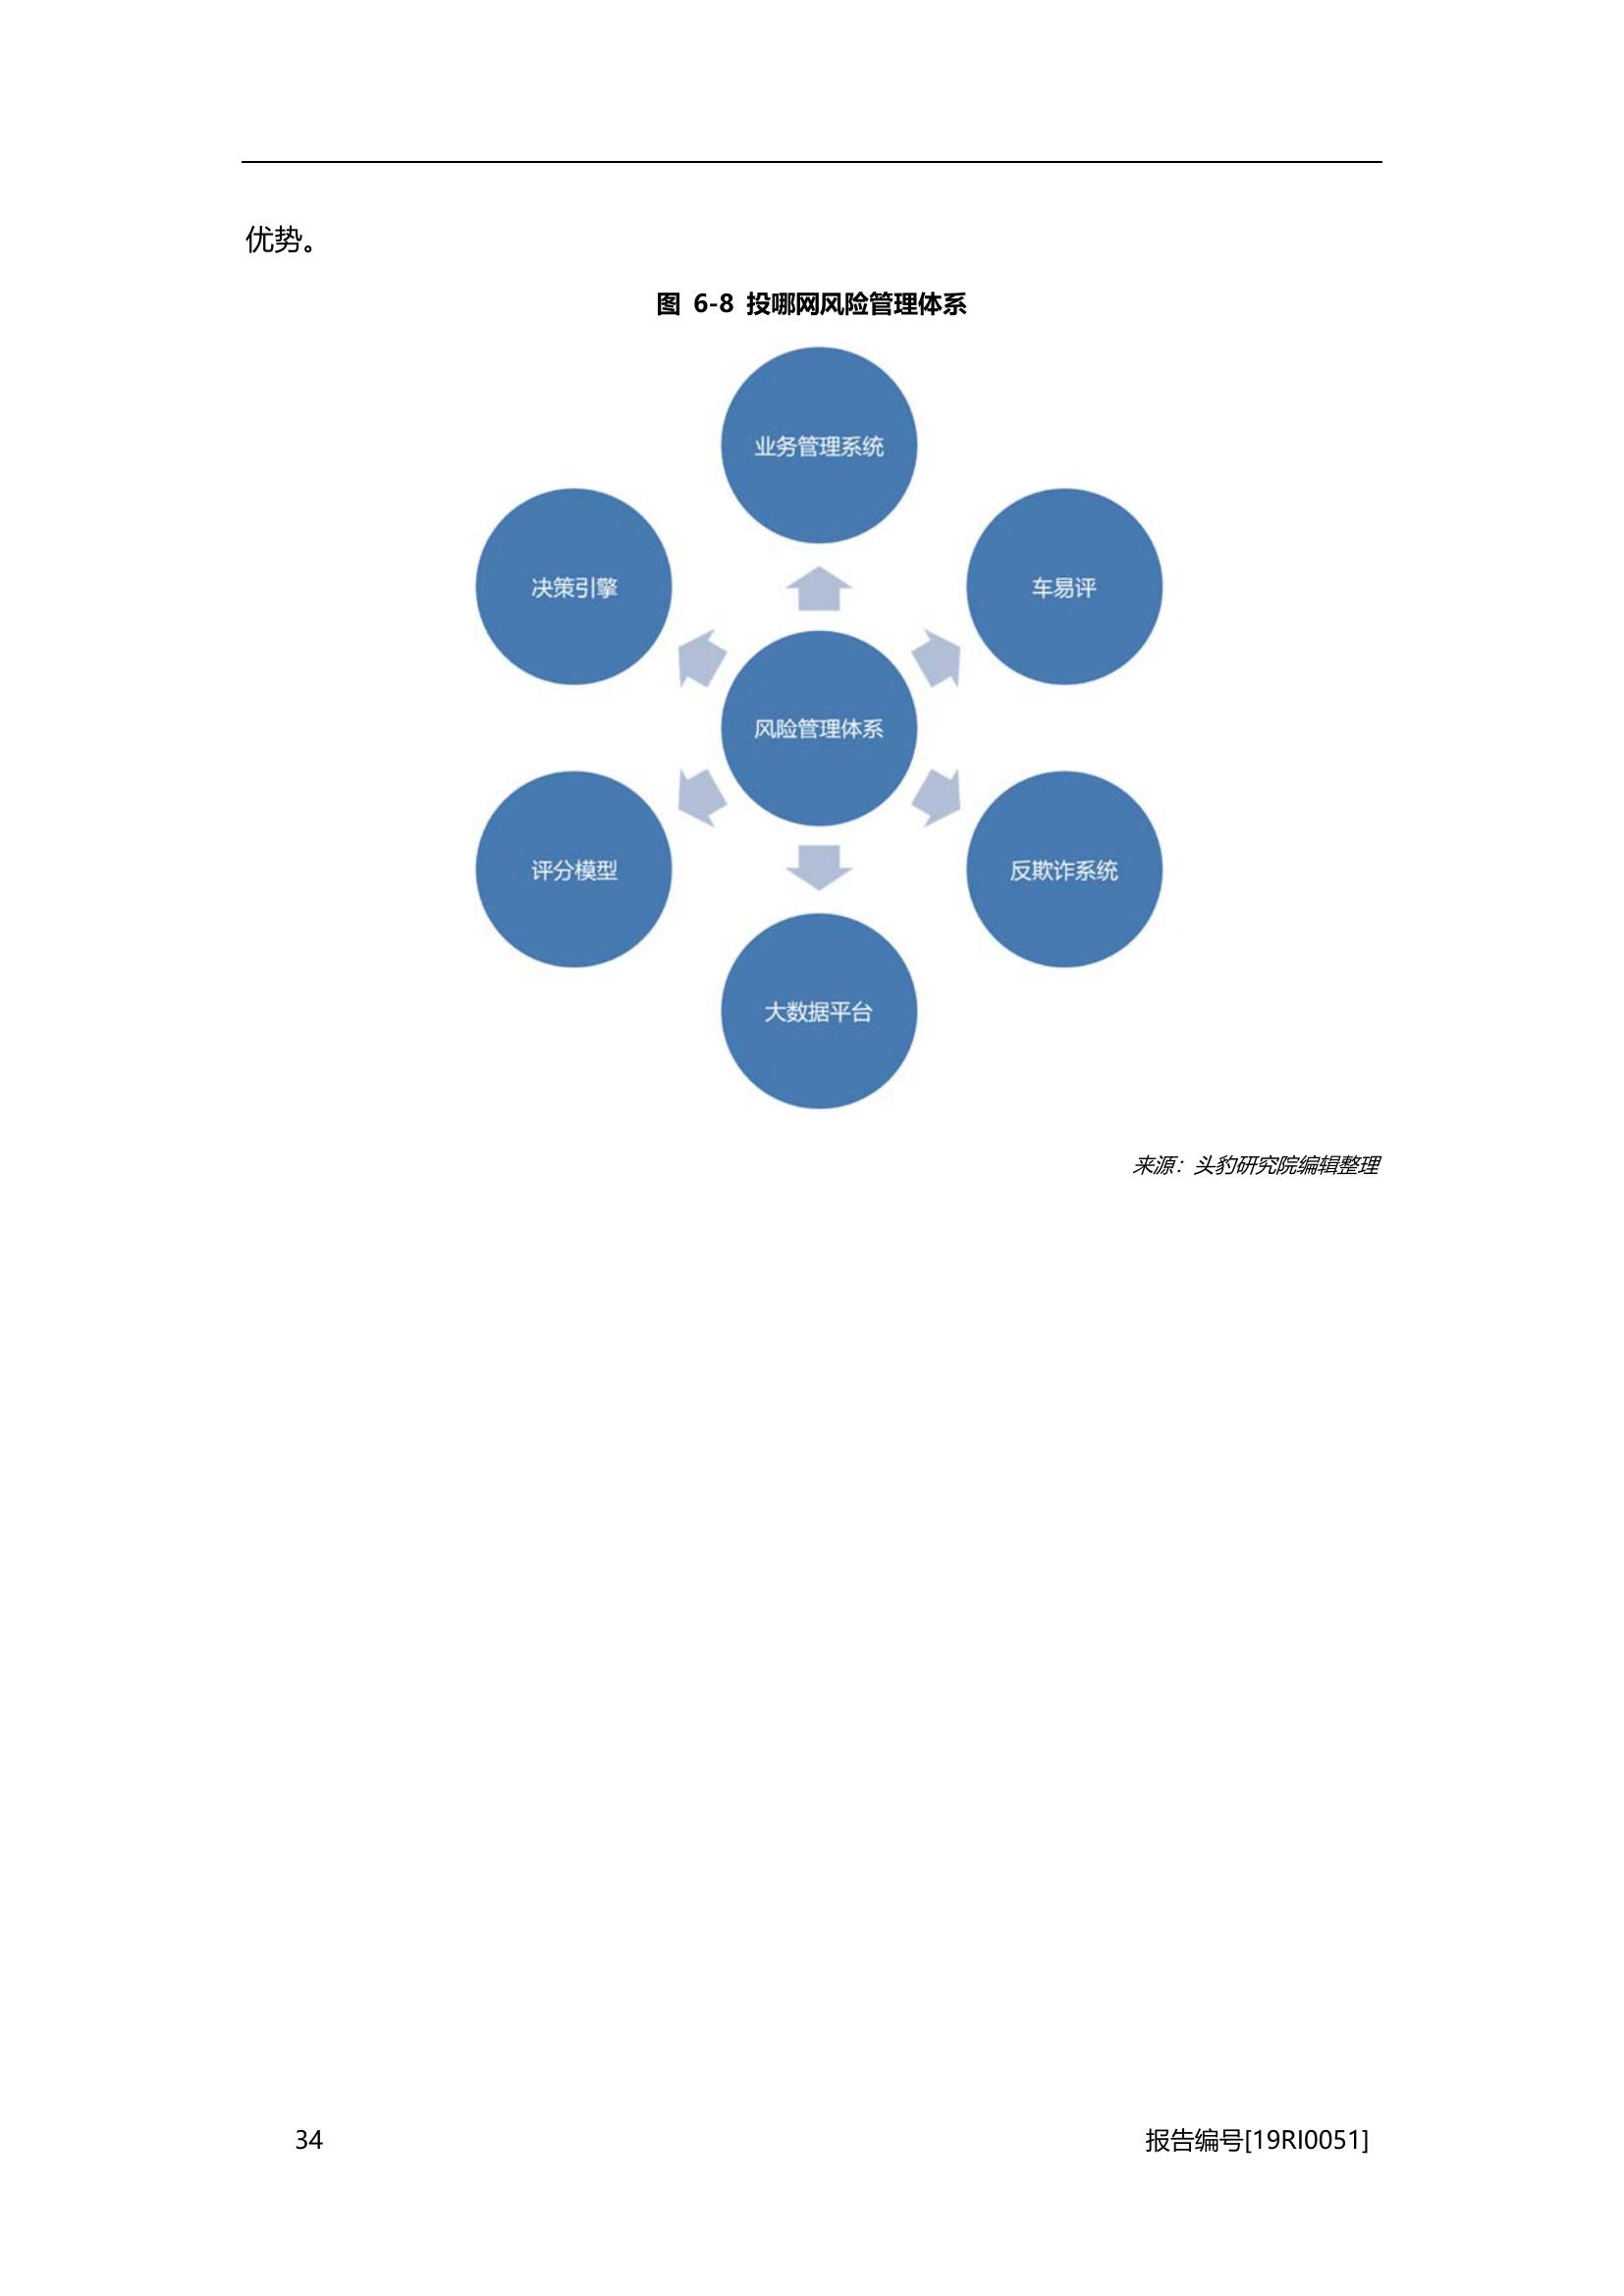 优势。
图 6-8 投哪网风险管理体系
业务管理系统
决策引擎
车易评
风险管理体系
评分模型
反欺诈系统
大数据平台
来源：头豹研究院编辑整理
34
报告编号[19RI0051]